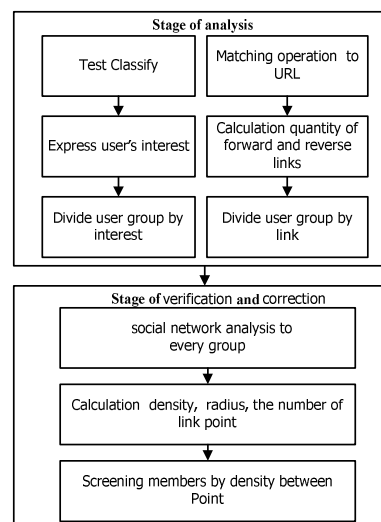 Stage of analysis
Test Classify
Express user's interest
Divide user group by
interest
Matching operation to
URL
Calculation quantity of
forward and reverse
links
Divide user group by
link
Stage of verification and correction
social network analysis to
every group
Calculation density, radius, the number of
link point
Screening members by density between
Point